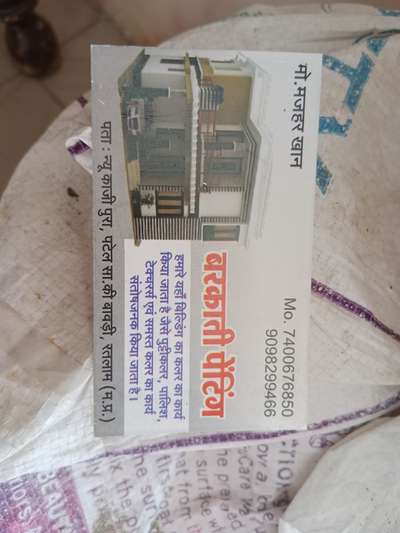 मो.मजहर खान
Mo. 7400676850
9098299466
बरकाती पेंटिंग
हमारे यहाँ बिल्डिंग का कलर का कार्य
किया जाता है जैसे पुट्टीकलर, पालिश,
टेक्चरर्स एवं समस्त कलर का कार्य
संतोषजनक किया जाता है।
पता : न्यू काजी पुरा, पटेल सा.की बावड़ी, रतलाम (म.प्र.)